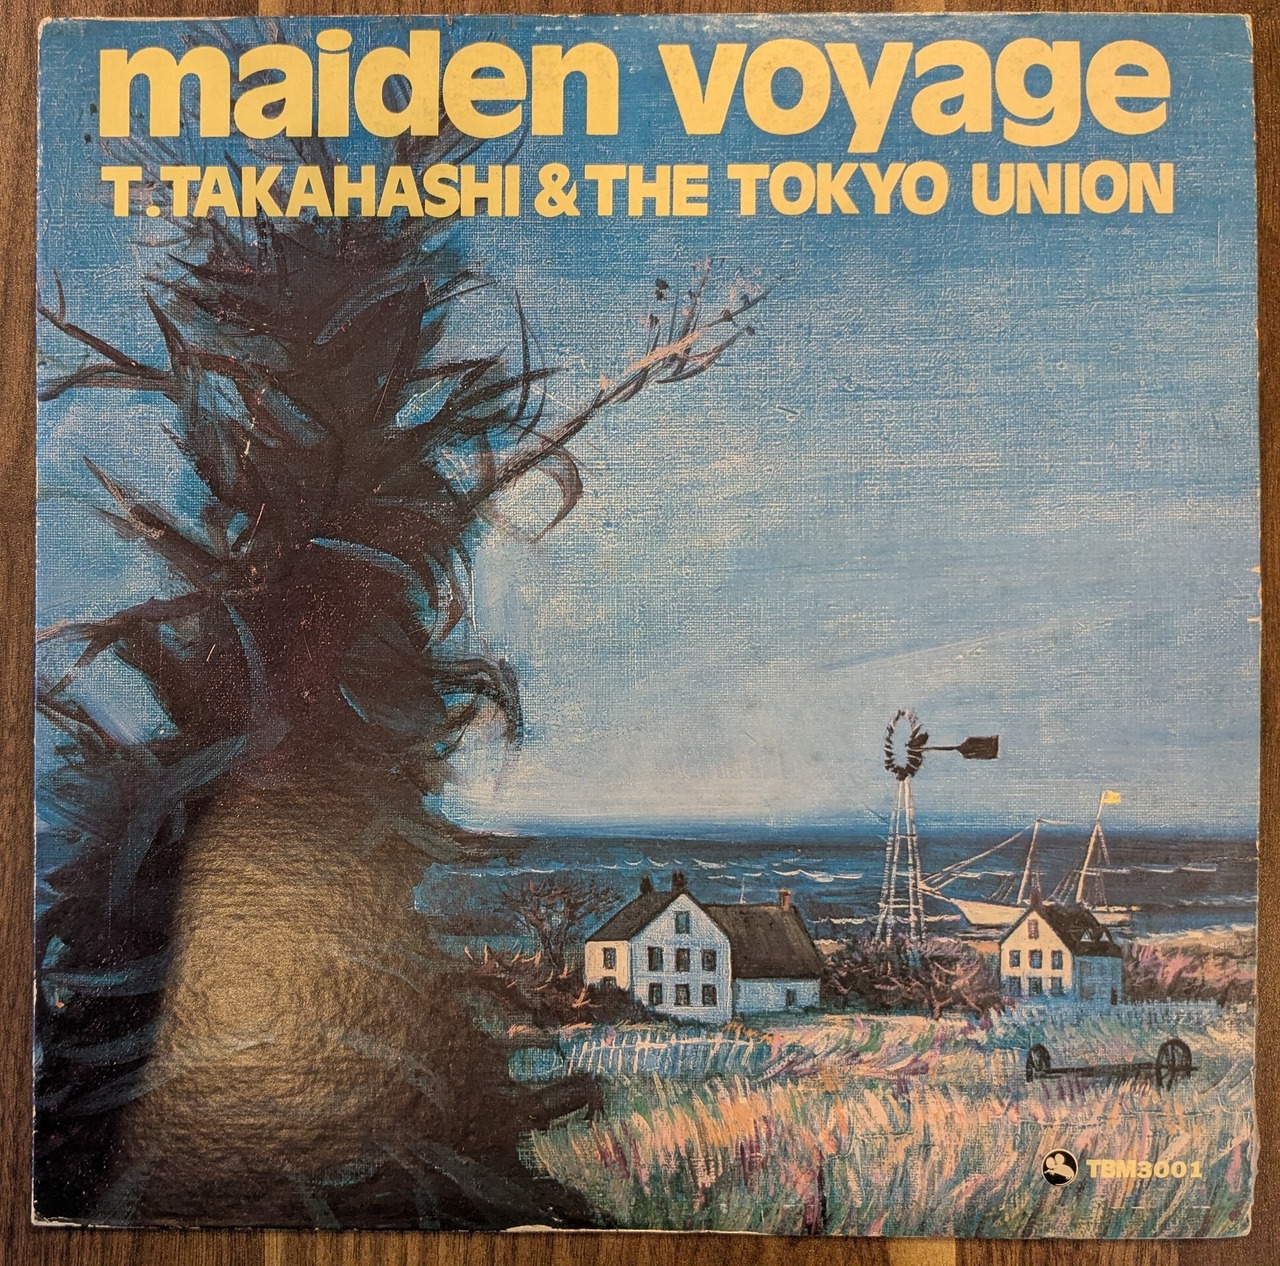 maiden voyage
T.TAKAHASHI & THE TOKYO UNION
TBM3001